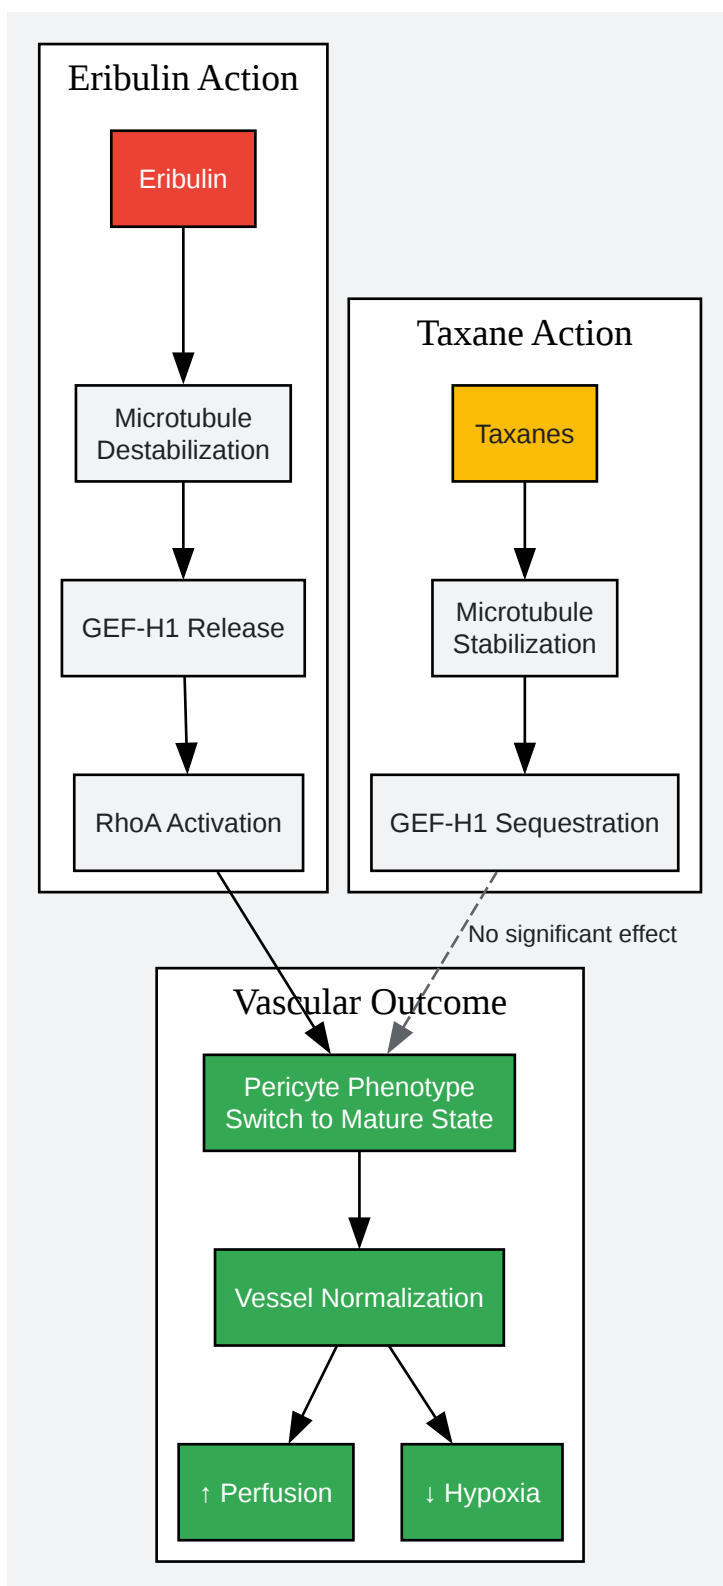 Eribulin Action
Eribulin
Microtubule
Destabilization
GEF-H1 Release
RhoA Activation
Taxane Action
Taxanes
Microtubule
Stabilization
GEF-H1 Sequestration
No significant effect
Vascular Outcome
Pericyte Phenotype
Switch to Mature State
Vessel Normalization
↑ Perfusion
↓ Hypoxia